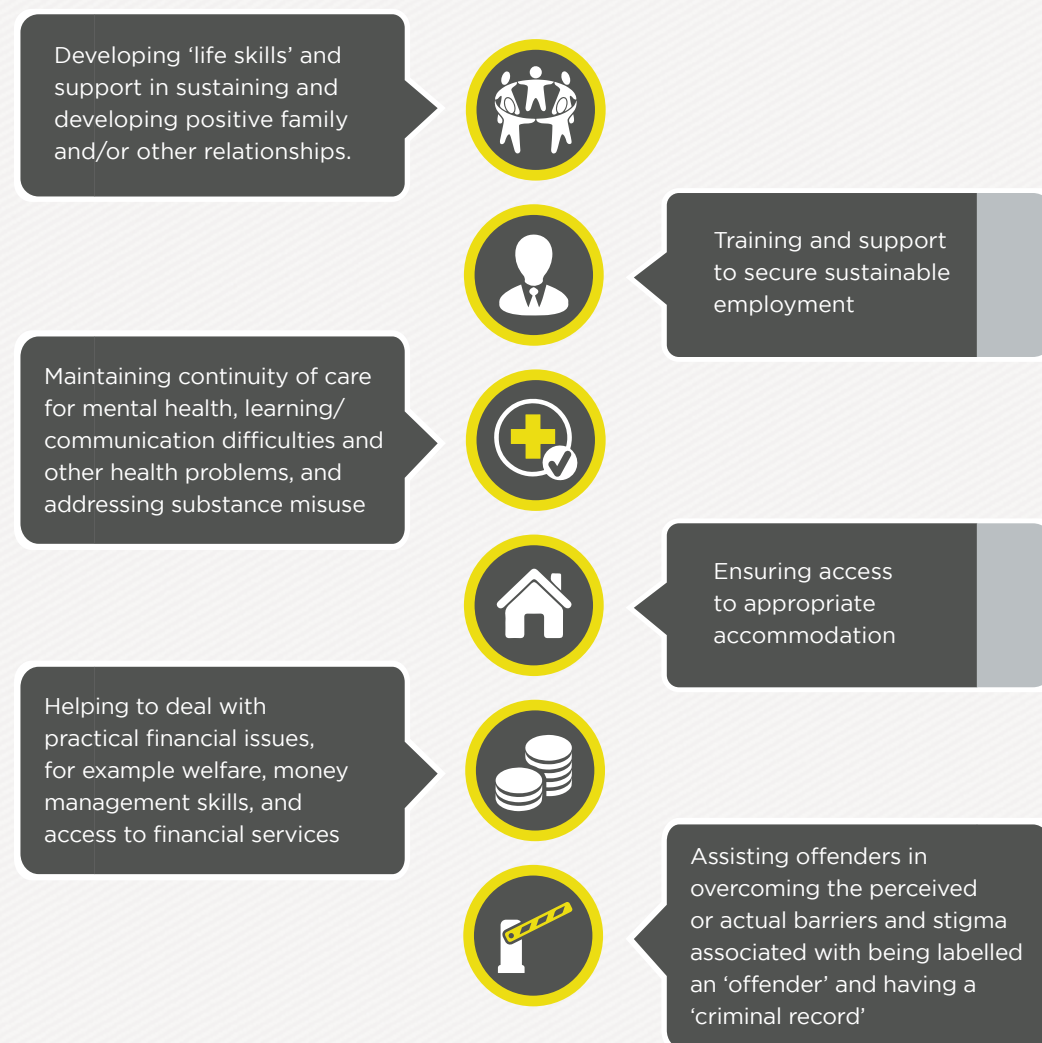 Developing ‘life skills’ and
support in sustaining and
developing positive family
and/or other relationships.
Training and support
to secure sustainable
employment
Maintaining continuity of care
for mental health, learning/
communication difficulties and
other health problems, and
addressing substance misuse
Ensuring access
to appropriate
accommodation
Helping to deal with
practical financial issues,
for example welfare, money
management skills, and
access to financial services
Assisting offenders in
overcoming the perceived
or actual barriers and stigma
associated with being labelled
an ‘offender’ and having a
‘criminal record’